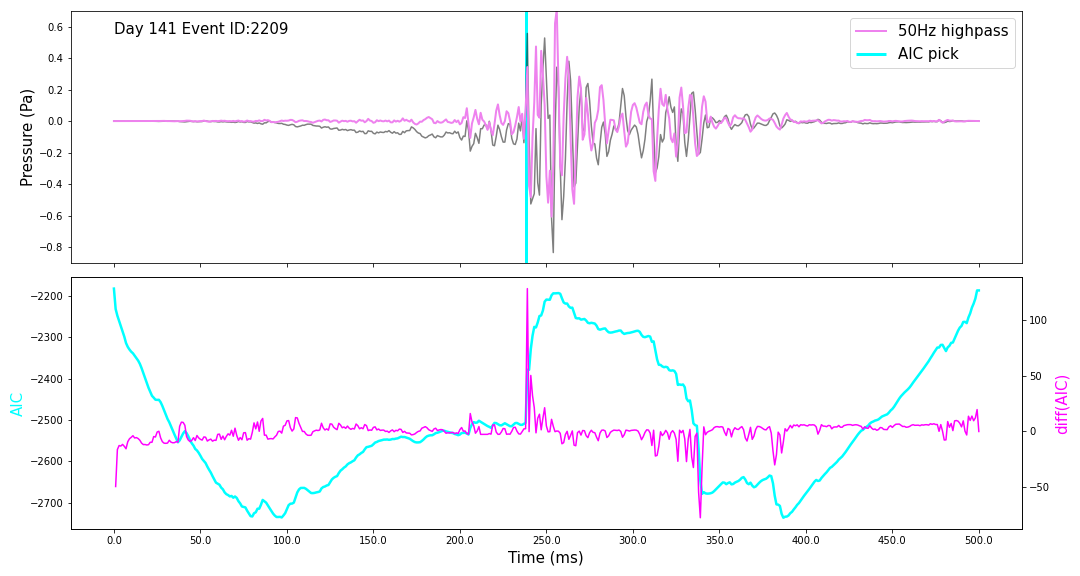 Day 141 Event ID:2209
50Hz highpass
AIC pick
Pressure (Pa)
0.6
0.4
0.2
0.0
−0.2
−0.4
−0.6
−0.8
AIC
−2200
−2300
−2400
−2500
−2600
−2700
100
50
0
−50
diff(AIC)
0.0 50.0 100.0 150.0 200.0 250.0 300.0 350.0 400.0 450.0 500.0
Time (ms)